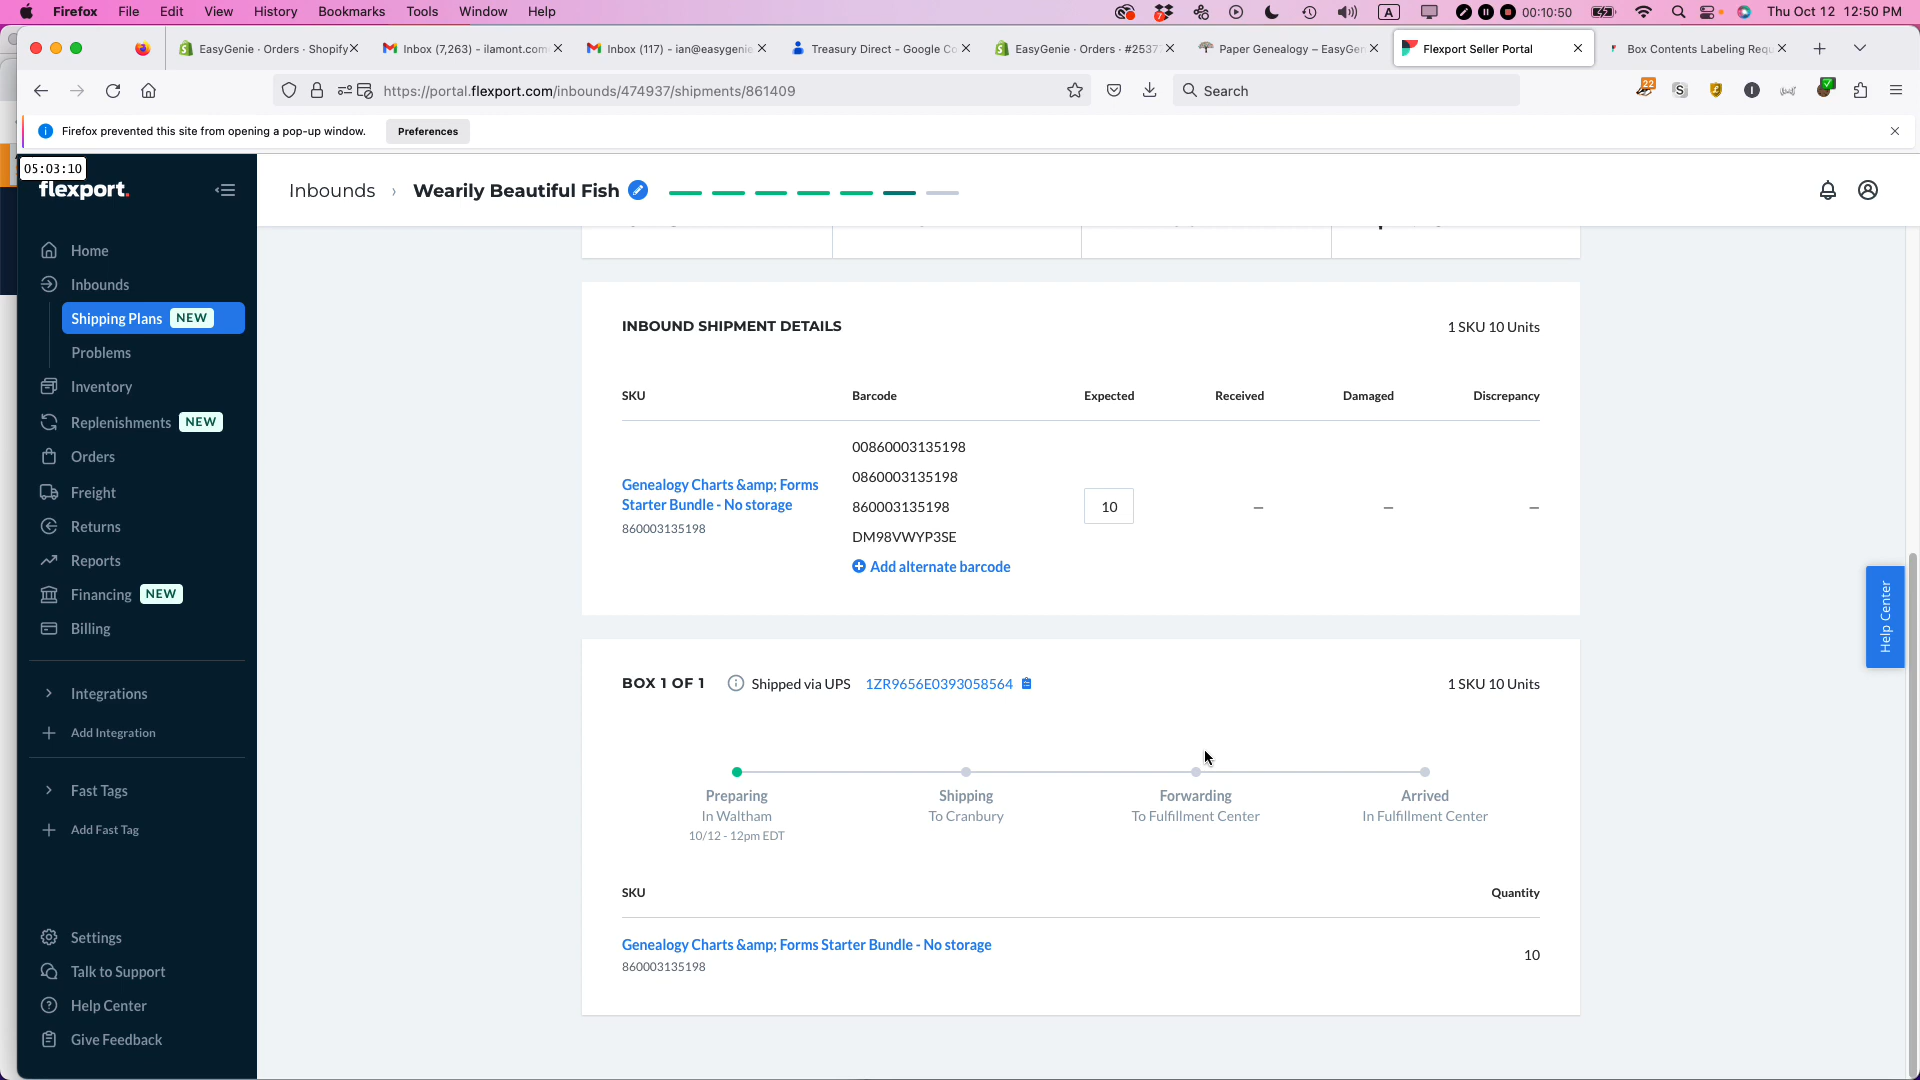 Firefox File Edit View History Bookmarks Tools Window Help 7 A 00:10:50 Thu Oct 12 12:50 PM
EasyGenie · Orders · Shopify Inbox (7,263) - ilamont.com Inbox (117) - ian@easygenie Treasury Direct - Google Co EasyGenie · Orders · #2537 Paper Genealogy – EasyGen Flexport Seller Portal Box Contents Labeling Requ
https://portal.flexport.com/inbounds/474937/shipments/861409 Search 22 S I
Firefox prevented this site from opening a pop-up window. Preferences
05:03:10
flexport.
Inbounds › Wearily Beautiful Fish
Home
Inbounds
Shipping Plans NEW
Problems
Inventory
Replenishments NEW
Orders
Freight
Returns
Reports
Financing NEW
Billing
Integrations
Add Integration
Fast Tags
Add Fast Tag
Settings
Talk to Support
Help Center
Give Feedback
INBOUND SHIPMENT DETAILS 1 SKU 10 Units
SKU Barcode Expected Received Damaged Discrepancy
00860003135198
0860003135198
860003135198
DM98VWYP3SE
Genealogy Charts &amp; Forms
Starter Bundle - No storage
860003135198
10 – – –
Add alternate barcode
BOX 1 OF 1 Shipped via UPS 1ZR9656E0393058564 1 SKU 10 Units
Preparing Shipping Forwarding Arrived
In Waltham To Cranbury To Fulfillment Center In Fulfillment Center
10/12 - 12pm EDT
SKU Quantity
Genealogy Charts &amp; Forms Starter Bundle - No storage
860003135198
10
Help Center